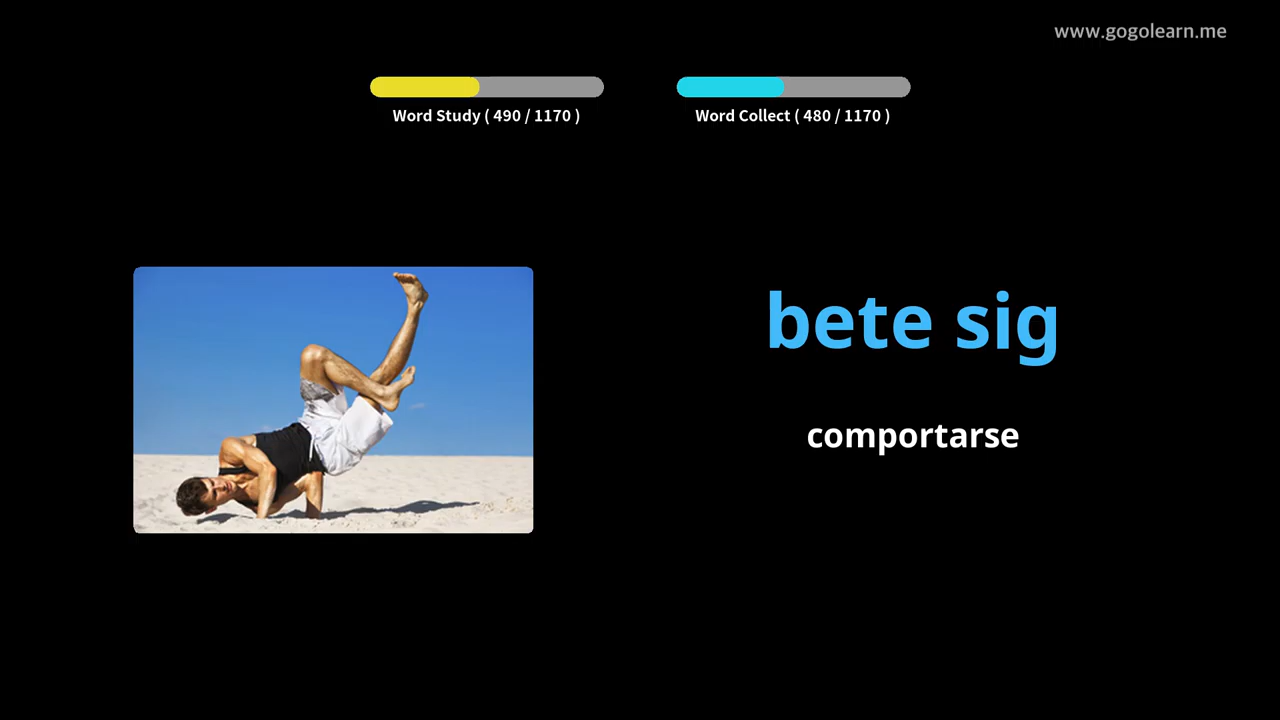 www.gogolearn.me
Word Study ( 490 / 1170 )
Word Collect ( 480 / 1170 )
bete sig
comportarse